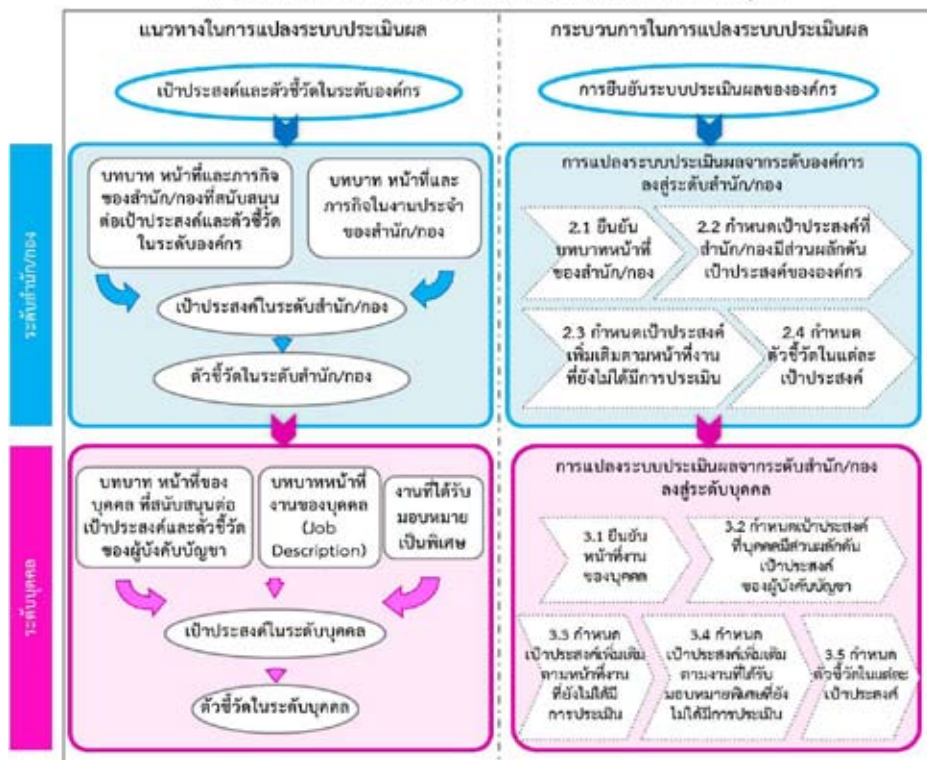 แนวทางในการแปลงระบบประเมินผล
กระบวนการในการแปลงระบบประเมินผล
เป้าประสงค์และตัวชี้วัดในระดับองค์กร
การยืนยันระบบประเมินผลขององค์กร
ระดับสำนัก/กอง
บทบาท หน้าที่และภารกิจ
ของสำนัก/กองที่สนับสนุน
ต่อเป้าประสงค์และตัวชี้วัด
ในระดับองค์กร
บทบาท หน้าที่และ
ภารกิจในงานประจำ
ของสำนัก/กอง
เป้าประสงค์ในระดับสำนัก/กอง
ตัวชี้วัดในระดับสำนัก/กอง
การแปลงระบบประเมินผลจากระดับองค์การ
ลงสู่ระดับสำนัก/กอง
2.1 ยืนยัน
บทบาทหน้าที่
ของสำนัก/กอง
2.2 กำหนดเป้าประสงค์ที่
สำนัก/กองมีส่วนผลักดัน
เป้าประสงค์ขององค์กร
2.3 กำหนดเป้าประสงค์
เพิ่มเติมตามหน้าที่งาน
ที่ยังไม่ได้มีการประเมิน
2.4 กำหนด
ตัวชี้วัดในแต่ละ
เป้าประสงค์
ระดับบุคคล
บทบาท หน้าที่ของ
บุคคล ที่สนับสนุนต่อ
เป้าประสงค์และตัวชี้วัด
ของผู้บังคับบัญชา
บทบาทหน้าที่
งานของบุคคล
(Job
Description)
งานที่ได้รับ
มอบหมาย
เป็นพิเศษ
เป้าประสงค์ในระดับบุคคล
ตัวชี้วัดในระดับบุคคล
การแปลงระบบประเมินผลจากระดับสำนัก/กอง
ลงสู่ระดับบุคคล
3.1 ยืนยัน
หน้าที่งาน
ของบุคคล
3.2 กำหนดเป้าประสงค์
ที่บุคคลมีส่วนผลักดัน
เป้าประสงค์
ของผู้บังคับบัญชา
3.3 กำหนด
เป้าประสงค์เพิ่มเติม
ตามหน้าที่งาน
ที่ยังไม่ได้มี
การประเมิน
3.4 กำหนด
เป้าประสงค์เพิ่มเติม
ตามงานที่ได้รับ
มอบหมายพิเศษที่ยัง
ไม่ได้มีการประเมิน
3.5 กำหนด
ตัวชี้วัดในแต่ละ
เป้าประสงค์